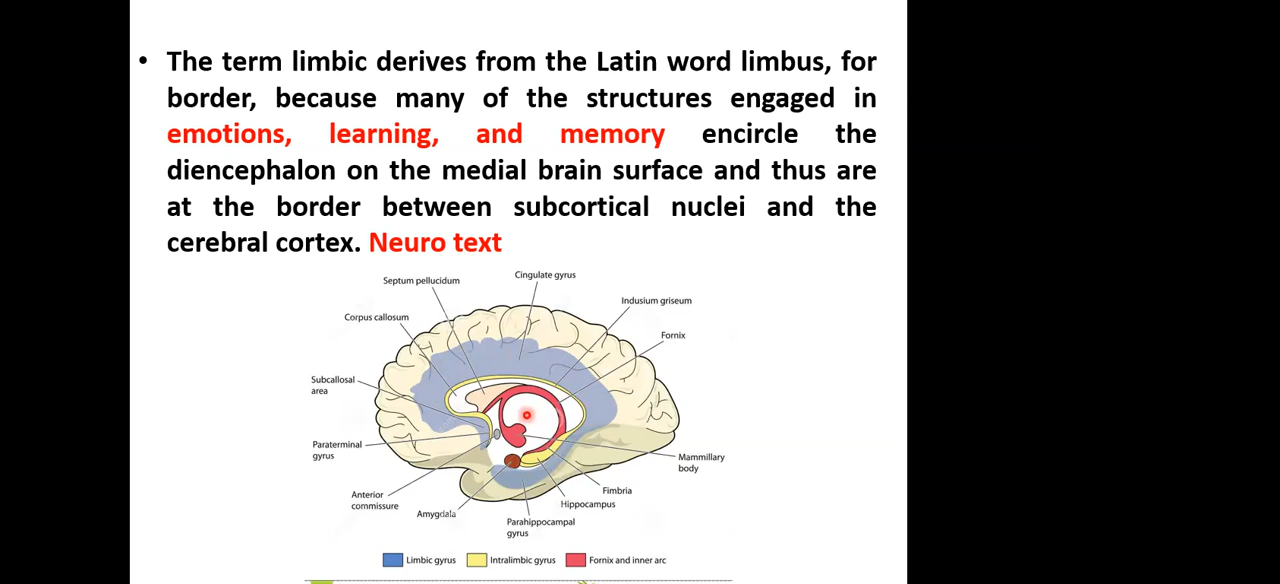 • The term limbic derives from the Latin word limbus, for
border, because many of the structures engaged in
emotions, learning, and memory encircle the
diencephalon on the medial brain surface and thus are
at the border between subcortical nuclei and the
cerebral cortex. Neuro text
Septum pellucidum
Cingulate gyrus
Indusium griseum
Corpus callosum
Fornix
Subcallosal
area
Paraterminal
gyrus
Mammillary
body
Anterior
commissure
Fimbria
Hippocampus
Amygdala
Parahippocampal
gyrus
Limbic gyrus
Intralimbic gyrus
Fornix and inner arc